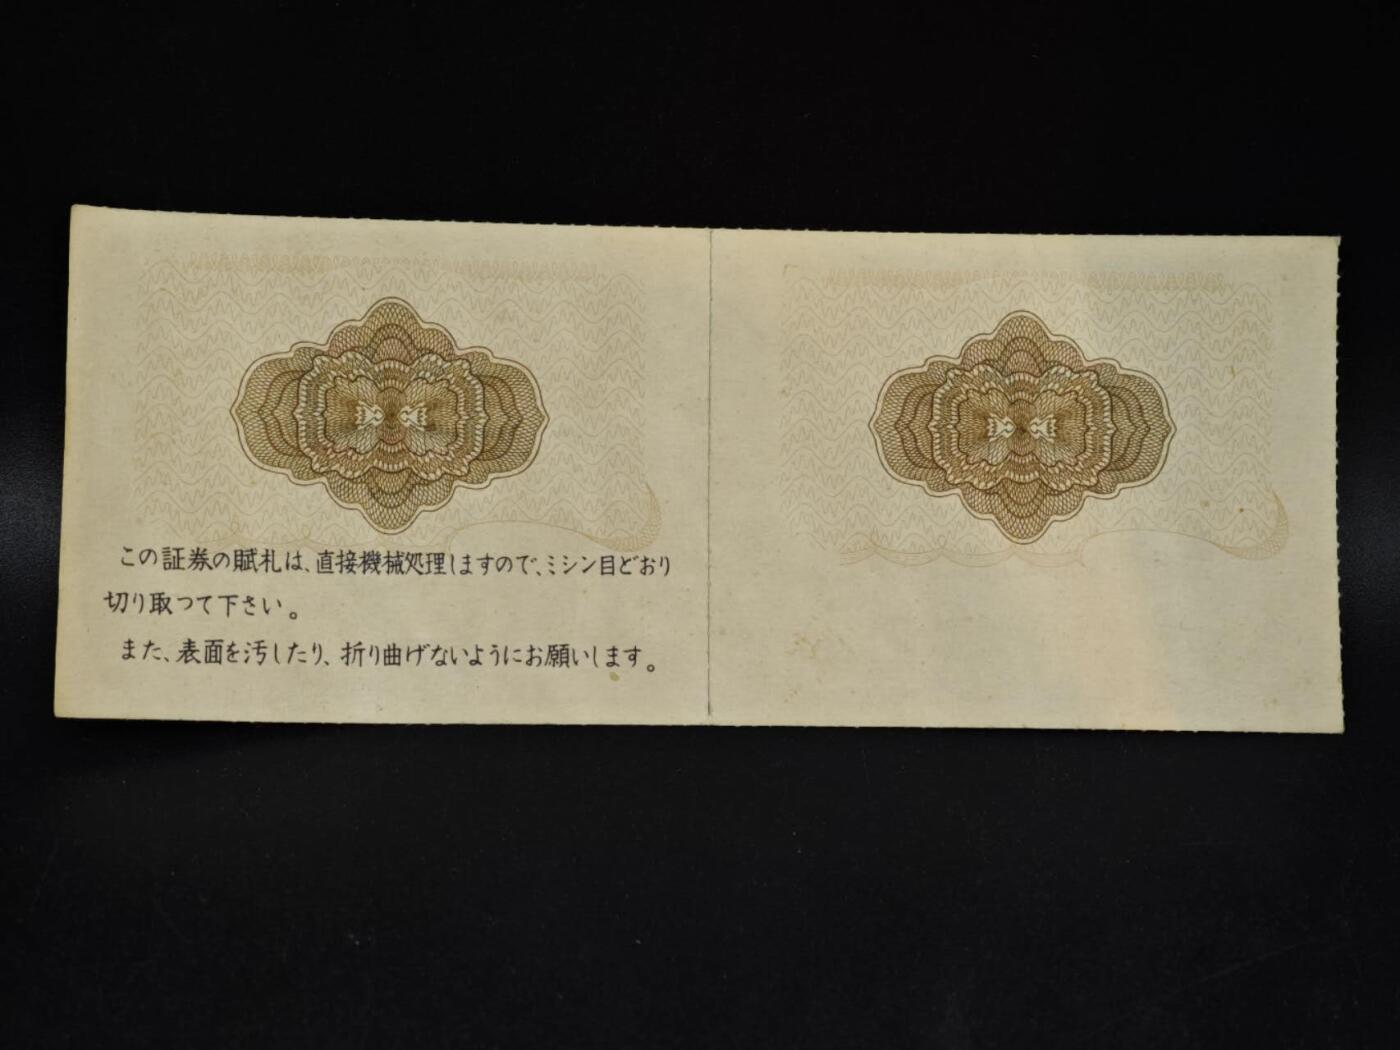 この証券の賦札は、直接機械処理しますので、ミシン目どおり
切り取つて下さい。
また、表面を汚したり、折り曲げないようにお願いします。